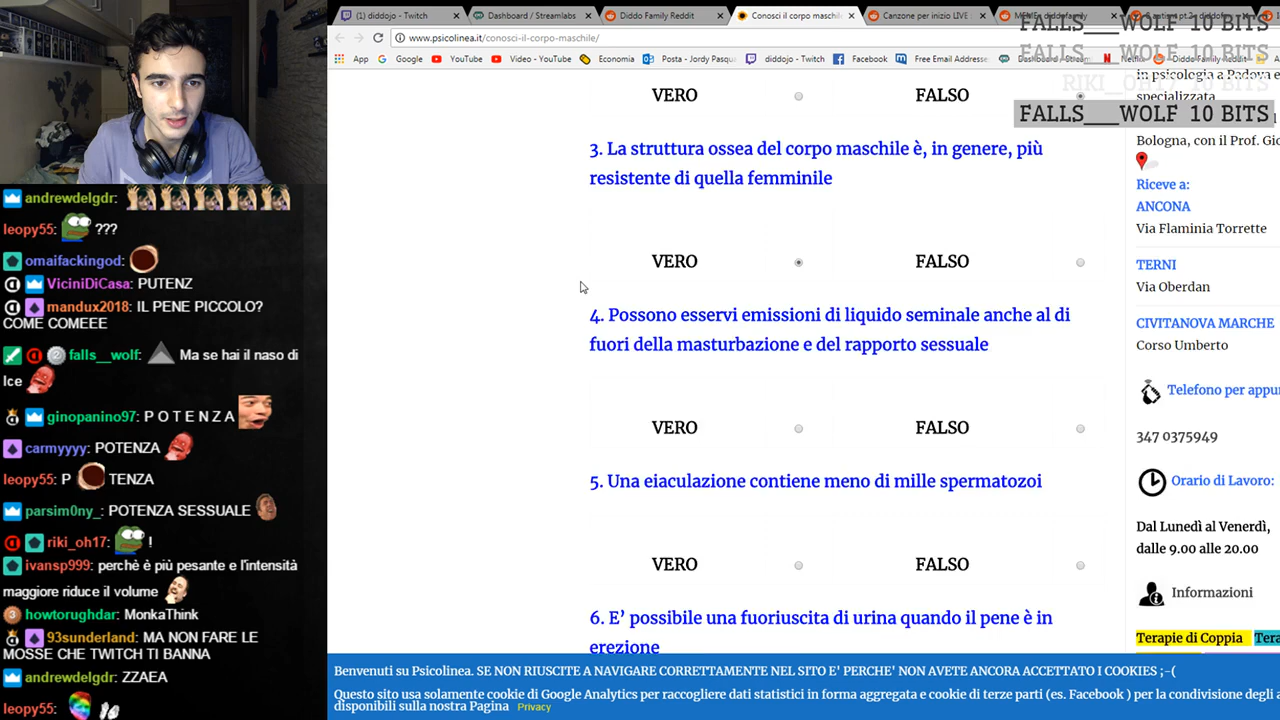 (1) diddojo - Twitch
Dashboard / Streamlabs
Diddo Family Reddit
Conosci il corpo maschile
Canzone per inizio LIVE
FALLS___WOLF 10 BITS
www.psicolinea.it/conosci-il-corpo-maschile/
FALLS___WOLF 10 BITS
App
Google
YouTube
Video - YouTube
Economia
Posta - Jordy Pasqua
diddojo - Twitch
Facebook
Free Email Addresse
Netflix
Diddo Family Reddit
in psicologia a Padova e
RIKI_OH17 10 BITS
specializzata
VERO
FALSO
FALLS___WOLF 10 BITS
Bologna, con il Prof. Gio
3. La struttura ossea del corpo maschile è, in genere, più
resistente di quella femminile
Riceve a:
ANCONA
Via Flaminia Torrette
VERO
FALSO
TERNI
Via Oberdan
4. Possono esservi emissioni di liquido seminale anche al di
fuori della masturbazione e del rapporto sessuale
CIVITANOVA MARCHE
Corso Umberto
Telefono per appu
347 0375949
VERO
FALSO
5. Una eiaculazione contiene meno di mille spermatozoi
Orario di Lavoro:
Dal Lunedì al Venerdì,
dalle 9.00 alle 20.00
VERO
FALSO
Informazioni
6. E’ possibile una fuoriuscita di urina quando il pene è in
erezione
Terapie di Coppia
Tera
Benvenuti su Psicolinea. SE NON RIUSCITE A NAVIGARE CORRETTAMENTE NEL SITO E' PERCHE' NON AVETE ANCORA ACCETTATO I COOKIES ;-(
Questo sito usa solamente cookie di Google Analytics per raccogliere dati statistici in forma aggregata e cookie di terze parti (es. Facebook ) per la condivisione degli a
disponibili sulla nostra Pagina Privacy
andrewdelgdr:
leopy55: ???
omaifackingod:
ViciniDiCasa: PUTENZ
mandux2018: IL PENE PICCOLO?
COME COMEEE
falls__wolf: Ma se hai il naso di
Ice
ginopanino97: P O T E N Z A
carmyyyy: POTENZA
leopy55: P TENZA
parsim0ny_: POTENZA SESSUALE
riki_oh17: !
ivansp999: perchè è più pesante e l'intensità
maggiore riduce il volume
howtorughdar: MonkaThink
93sunderland: MA NON FARE LE
MOSSE CHE TWITCH TI BANNA
andrewdelgdr: ZZAEA
leopy55: